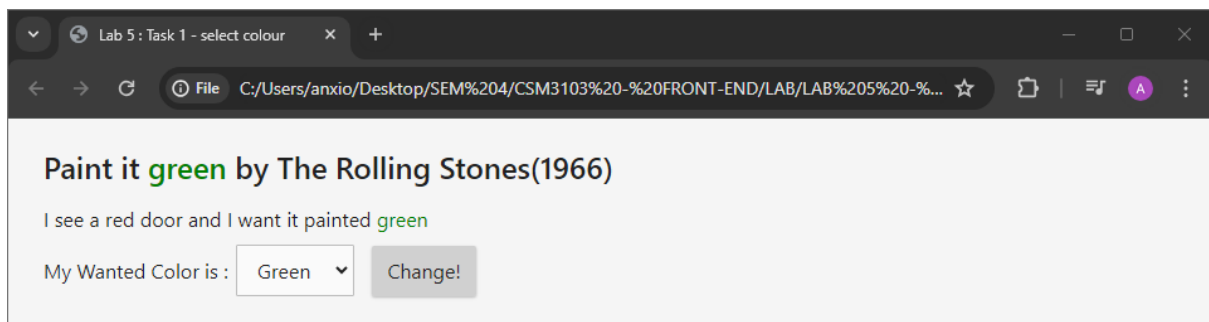 Lab 5 : Task 1 - select colour
File C:/Users/anxio/Desktop/SEM%204/CSM3103%20-%20FRONT-END/LAB/LAB%205%20-%... A
Paint it green by The Rolling Stones(1966)
I see a red door and I want it painted green
My Wanted Color is : Green Change!